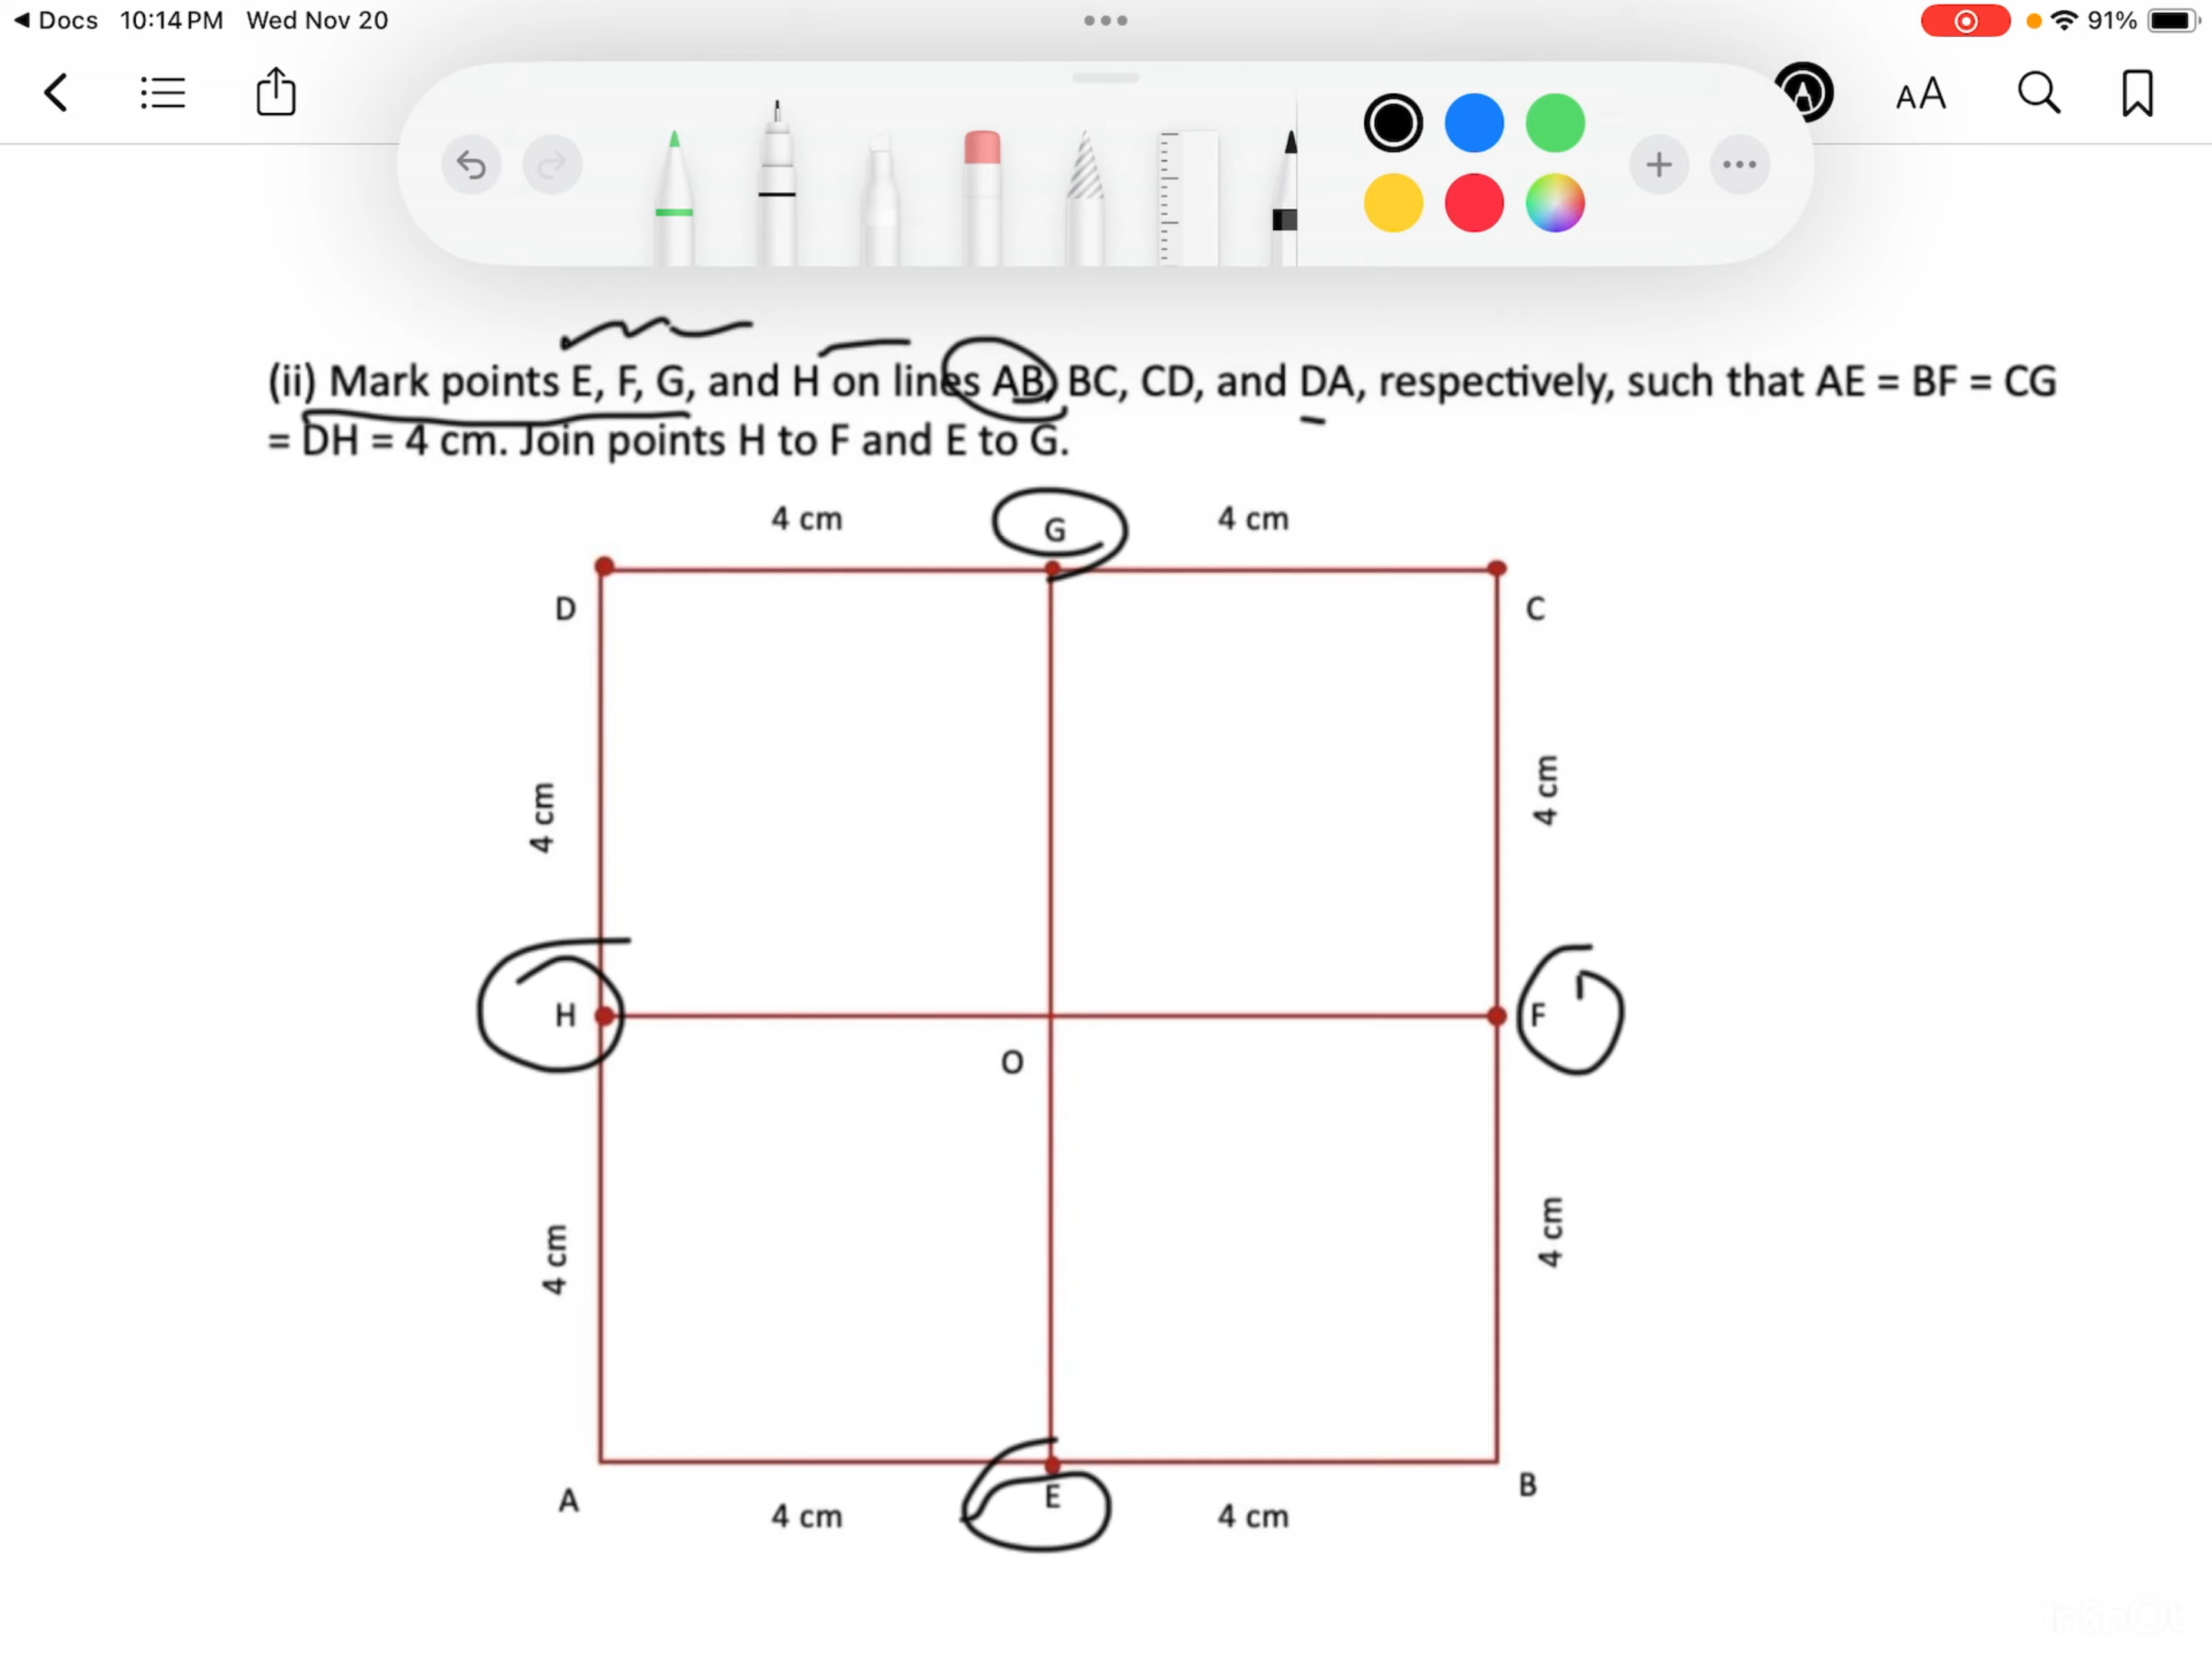 ◀ Docs 10:14 PM Wed Nov 20 91%
AA
(ii) Mark points E, F, G, and H on lines AB, BC, CD, and DA, respectively, such that AE = BF = CG
= DH = 4 cm. Join points H to F and E to G.
4 cm G 4 cm
D C
4 cm 4 cm
H F
O
4 cm 4 cm
A B
4 cm E 4 cm